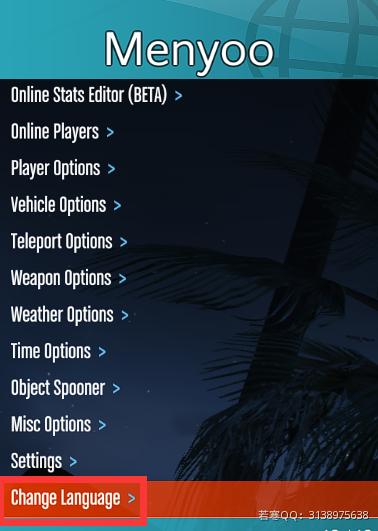 Menyoo
Online Stats Editor (BETA) >
Online Players >
Player Options >
Vehicle Options >
Teleport Options >
Weapon Options >
Weather Options >
Time Options >
Object Spooner >
Misc Options >
Settings >
Change Language >
若寒QQ：3138975638